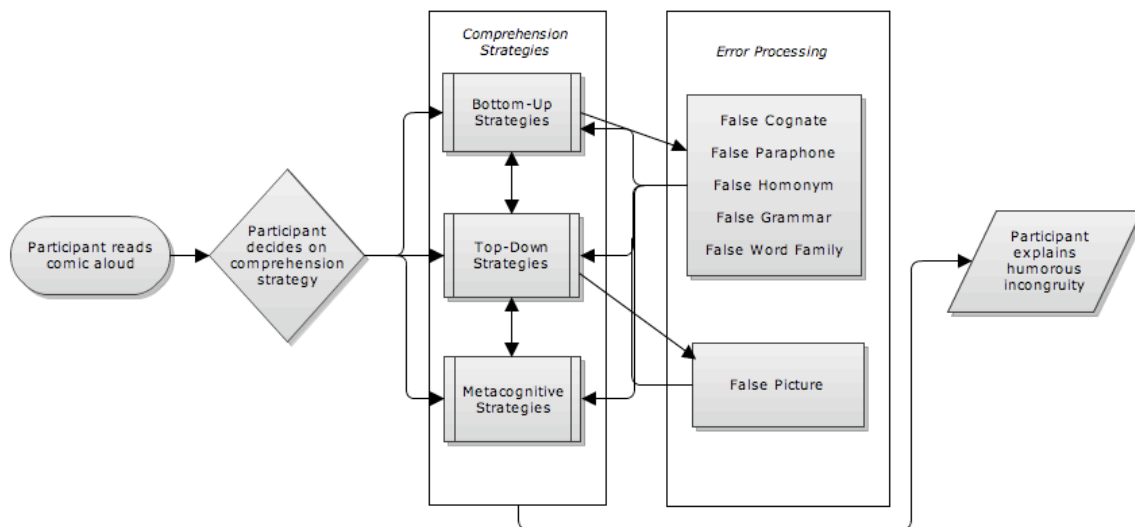 Participant reads
comic aloud
Participant
decides on
comprehension
strategy
Comprehension
Strategies
Bottom-Up
Strategies
Top-Down
Strategies
Metacognitive
Strategies
Error Processing
False Cognate
False Paraphone
False Homonym
False Grammar
False Word Family
False Picture
Participant
explains
humorous
incongruity